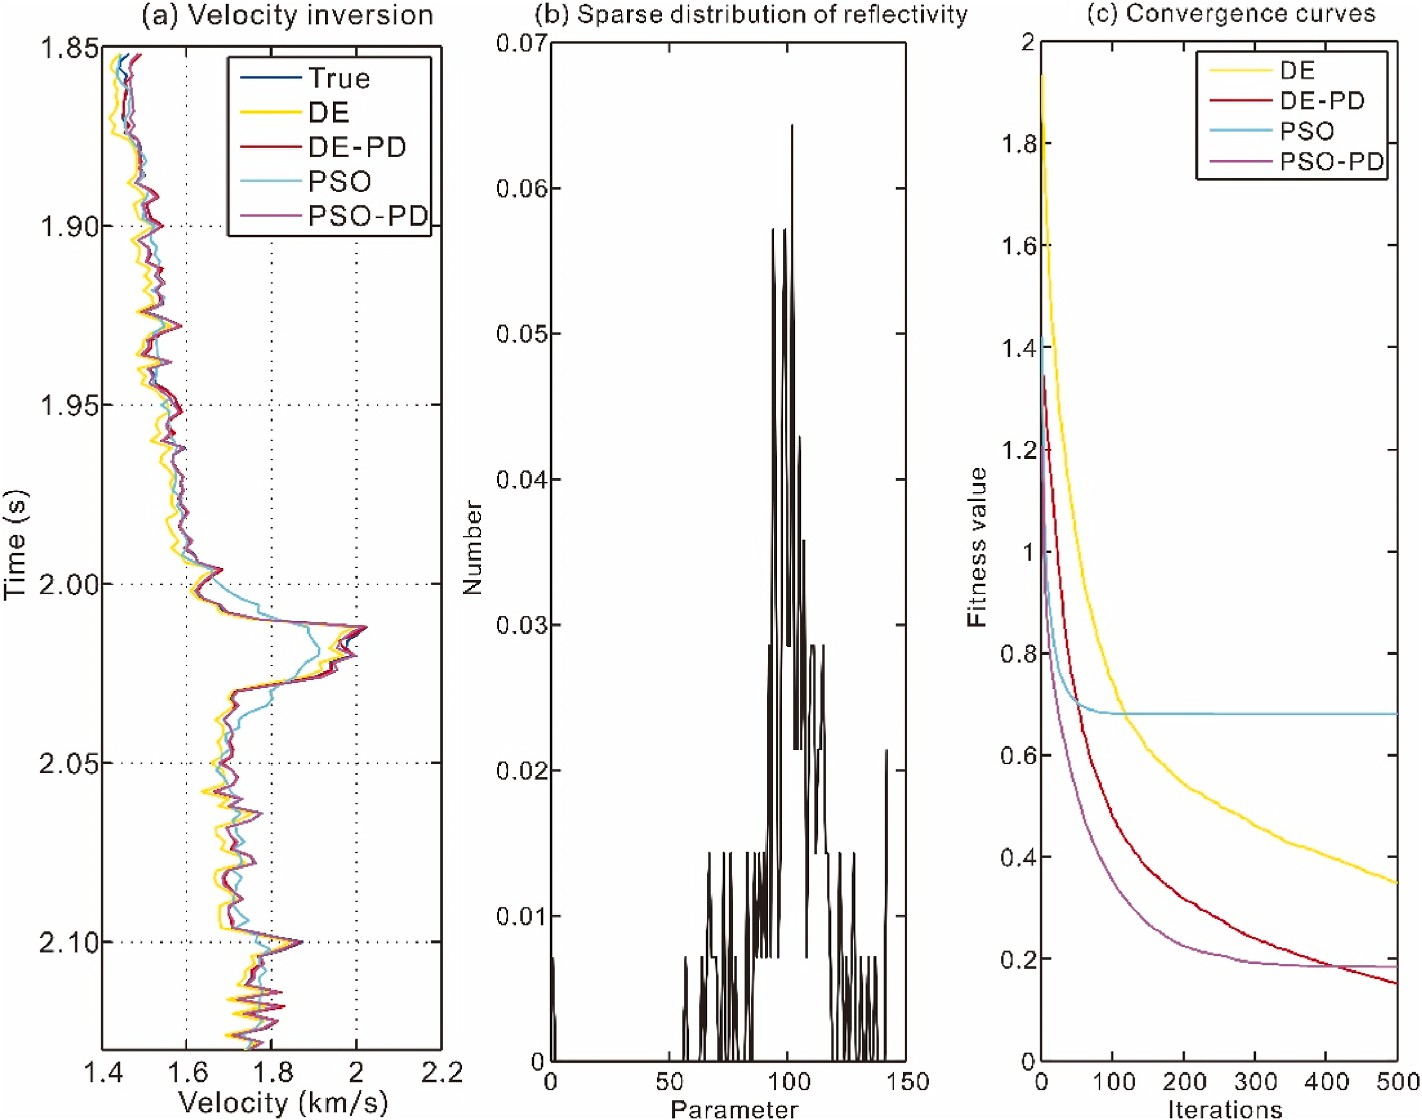 (a) Velocity inversion
1.85
1.90
1.95
2.00
2.05
2.10
Time (s)
True
DE
DE-PD
PSO
PSO-PD
1.4
1.6
1.8
2
2.2
Velocity (km/s)
(b) Sparse distribution of reflectivity
0.07
0.06
0.05
0.04
0.03
0.02
0.01
0
Number
0
50
100
150
Parameter
(c) Convergence curves
2
1.8
1.6
1.4
1.2
1
0.8
0.6
0.4
0.2
0
Fitness value
DE
DE-PD
PSO
PSO-PD
0
100
200
300
400
500
Iterations